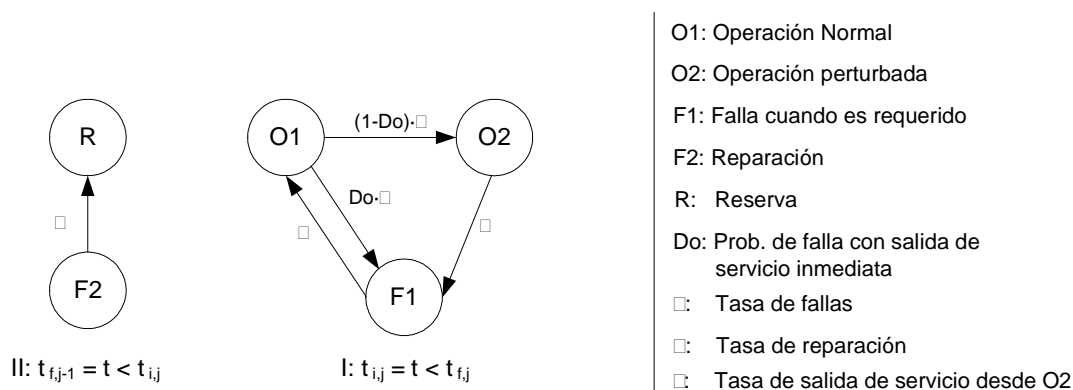 R
F2
II: t f,j-1 = t < t i,j
O1
(1-Do)·□
O2
Do·□
□
□
□
F1
I: t i,j = t < t f,j
O1: Operación Normal
O2: Operación perturbada
F1: Falla cuando es requerido
F2: Reparación
R: Reserva
Do: Prob. de falla con salida de
servicio inmediata
□: Tasa de fallas
□: Tasa de reparación
□: Tasa de salida de servicio desde O2